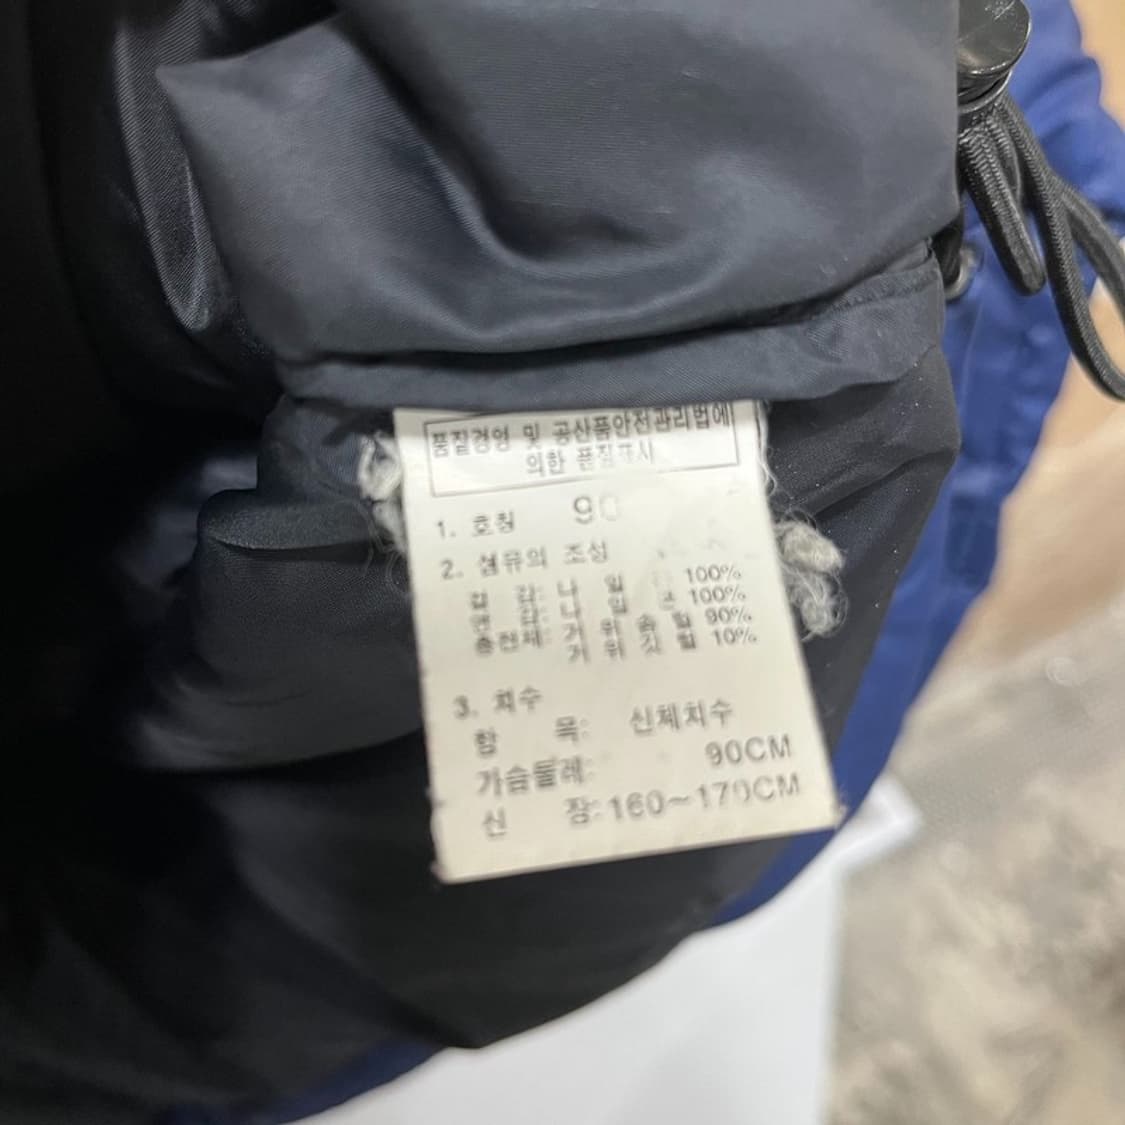 품질경영 및 공산품안전관리법에
의한 품질표시
1. 호칭 90
2. 섬유의 조성
겉 감: 나 일 론 100%
안 감: 나 일 론 100%
충전재: 거 위 솜 털 90%
거 위 깃 털 10%
3. 치수
항 목: 신체치수
가슴둘레: 90CM
신 장: 160~170CM